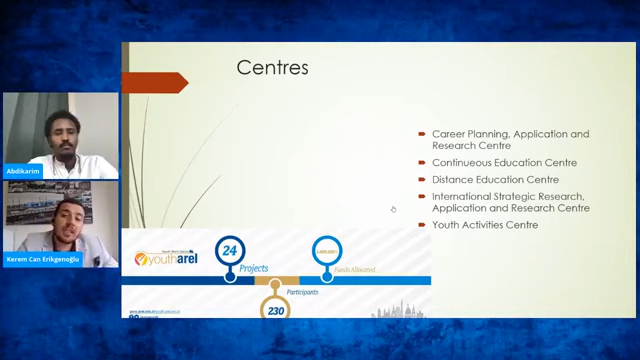 Centres
Career Planning, Application and
Research Centre
Continueous Education Centre
Distance Education Centre
International Strategic Research,
Application and Research Centre
Youth Activities Centre
Abdikarim
Kerem Can Erikgenoğlu
youtharel
24
Projects
Funds Allocated
Participants
230